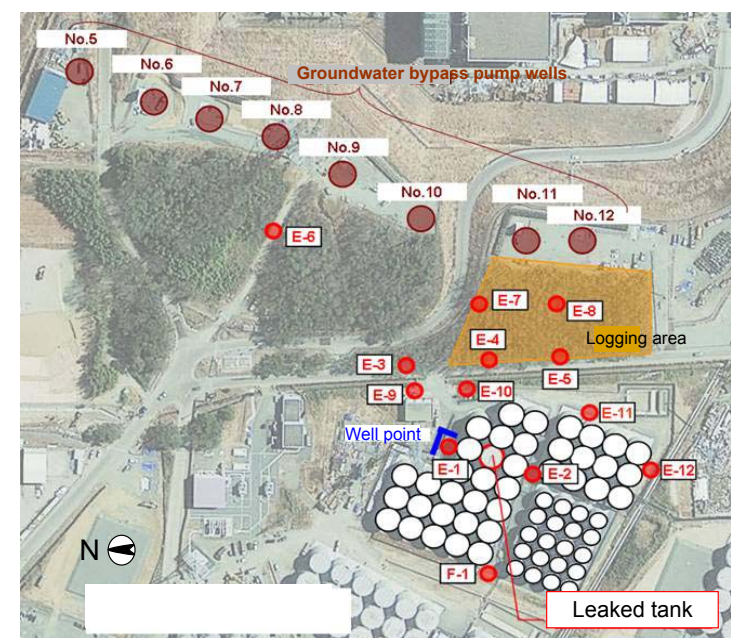 No.5
No.6
No.7
Groundwater bypass pump wells
No.8
No.9
No.10
No.11
No.12
E-6
E-7
E-8
Logging area
E-4
E-5
E-3
E-9
E-10
E-11
Well point
E-1
E-2
E-12
N
F-1
Leaked tank